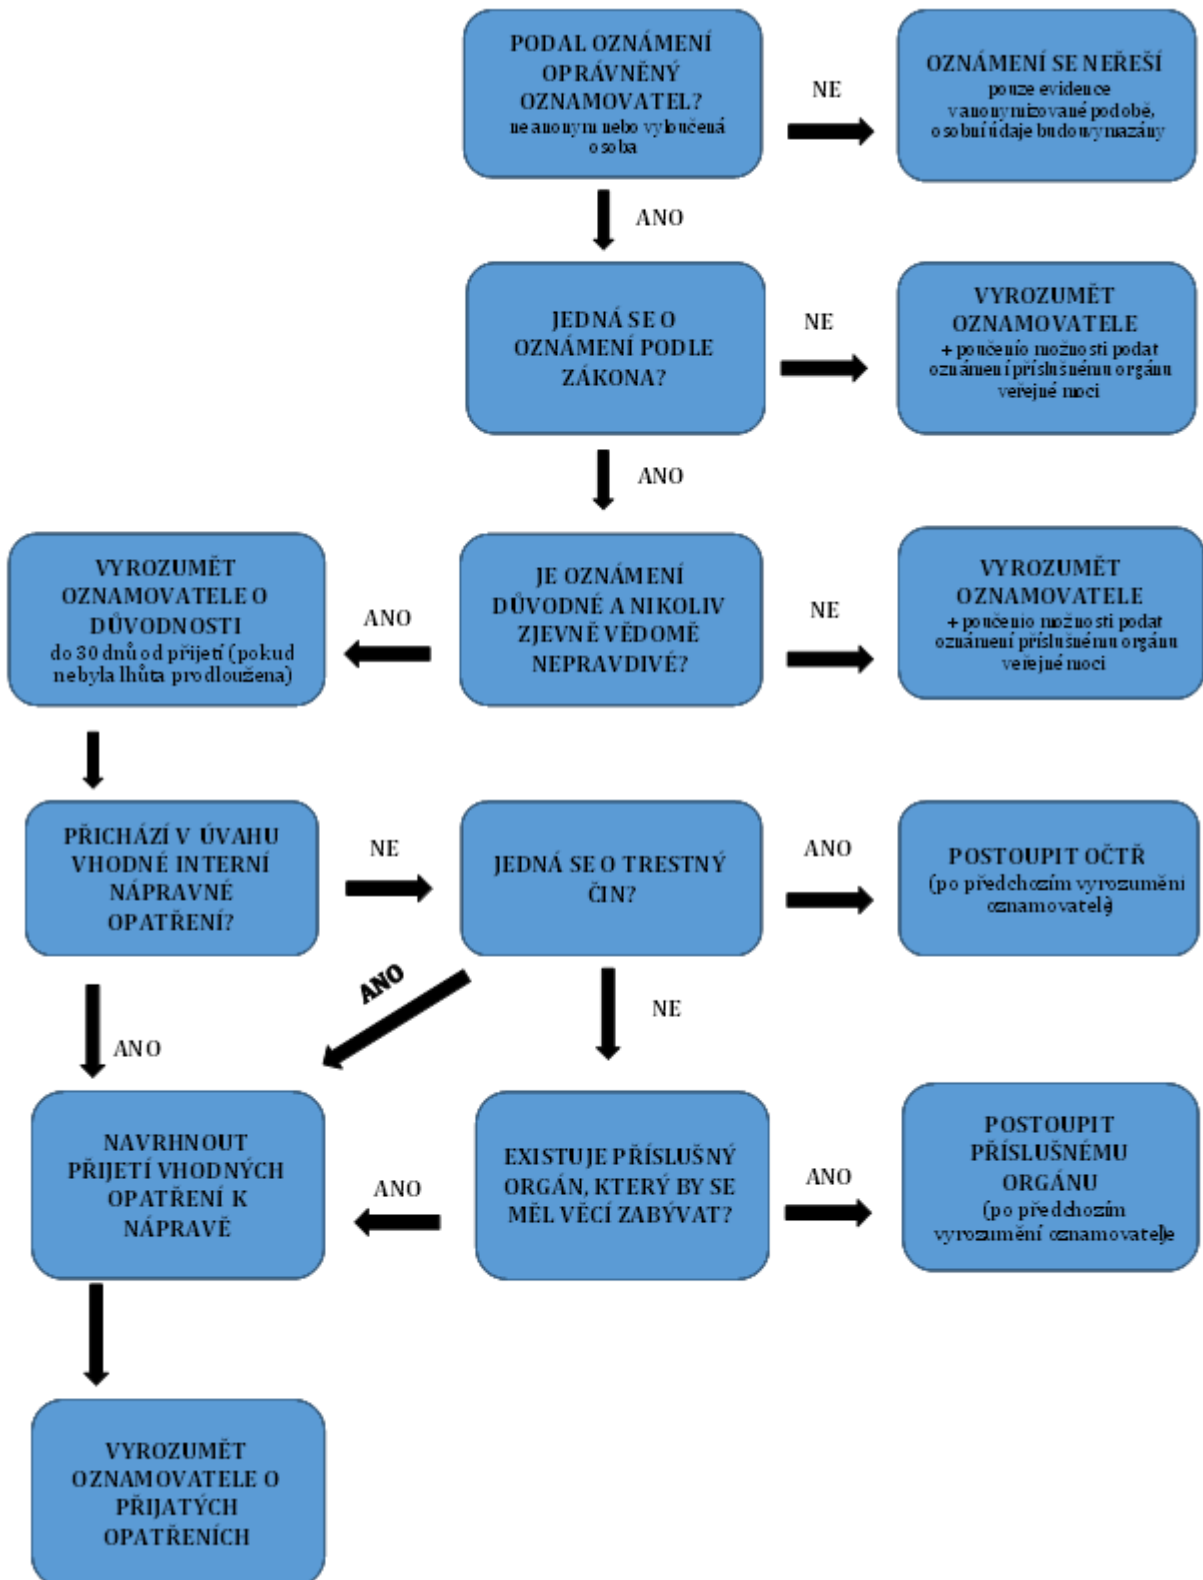 PODAL OZNÁMENÍ
OPRÁVNĚNÝ
OZNAMOVATEL?
ne anonym nebo vyloučená
osoba
NE
OZNÁMENÍ SE NEŘEŠÍ
pouze evidence
v anonymizované podobě,
osobní údaje budou vymazány
ANO
JEDNÁ SE O
OZNÁMENÍ PODLE
ZÁKONA?
NE
VYROZUMĚT
OZNAMOVATELE
+ poučení o možnosti podat
oznámení příslušnému orgánu
veřejné moci
ANO
JE OZNÁMENÍ
DŮVODNÉ A NIKOLIV
ZJEVNĚ VĚDOMĚ
NEPRAVDIVÉ?
NE
VYROZUMĚT
OZNAMOVATELE
+ poučení o možnosti podat
oznámení příslušnému orgánu
veřejné moci
ANO
VYROZUMĚT
OZNAMOVATELE O
DŮVODNOSTI
do 30 dnů od přijetí (pokud
nebyla lhůta prodloužena)
PŘICHÁZÍ V ÚVAHU
VHODNÉ INTERNÍ
NÁPRAVNÉ
OPATŘENÍ?
NE
JEDNÁ SE O TRESTNÝ
ČIN?
ANO
POSTOUPIT OČTŘ
(po předchozím vyrozumění
oznamovatele)
ANO
NE
ANO
NAVRHNOUT
PŘIJETÍ VHODNÝCH
OPATŘENÍ K
NÁPRAVĚ
ANO
EXISTUJE PŘÍSLUŠNÝ
ORGÁN, KTERÝ BY SE
MĚL VĚCÍ ZABÝVAT?
ANO
POSTOUPIT
PŘÍSLUŠNÉMU
ORGÁNU
(po předchozím
vyrozumění oznamovatele)
VYROZUMĚT
OZNAMOVATELE O
PŘIJATÝCH
OPATŘENÍCH